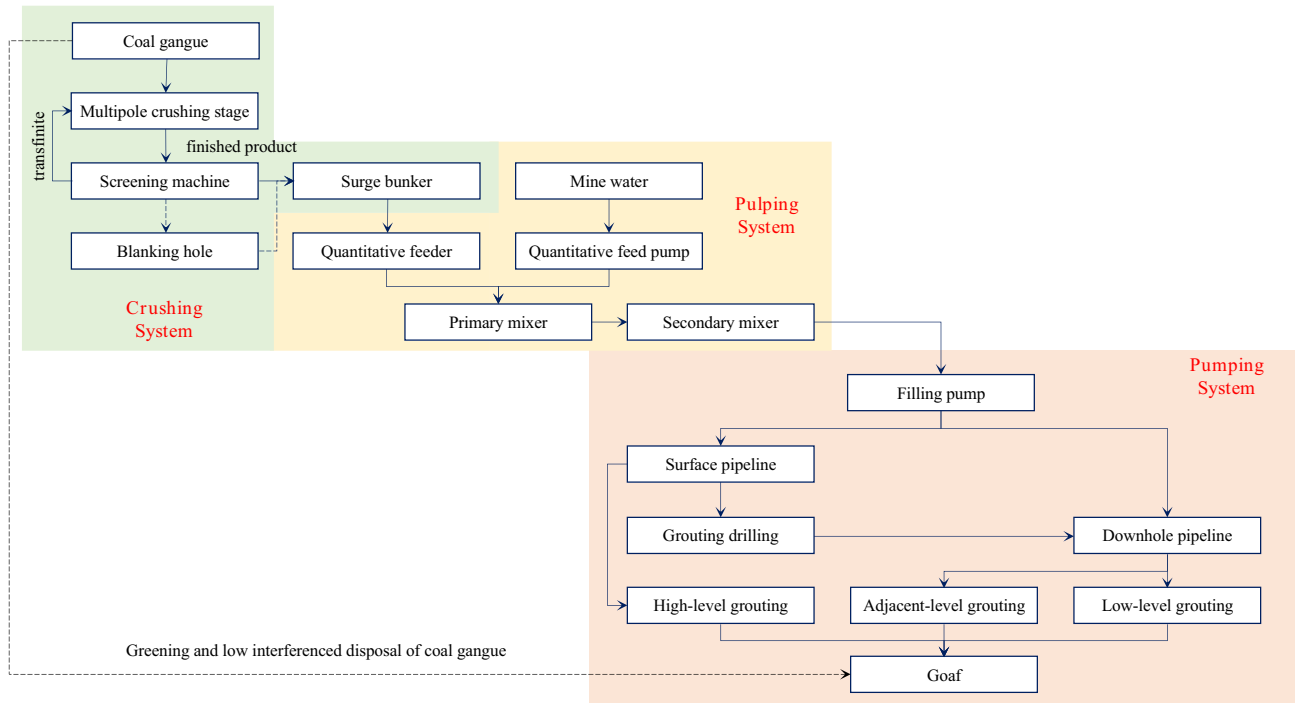 Coal gangue
Multipole crushing stage
transfinite
finished product
Screening machine
Surge bunker
Mine water
Pulping
System
Blanking hole
Quantitative feeder
Quantitative feed pump
Crushing
System
Primary mixer
Secondary mixer
Pumping
System
Filling pump
Surface pipeline
Grouting drilling
Downhole pipeline
High-level grouting
Adjacent-level grouting
Low-level grouting
Greening and low interferenced disposal of coal gangue
Goaf